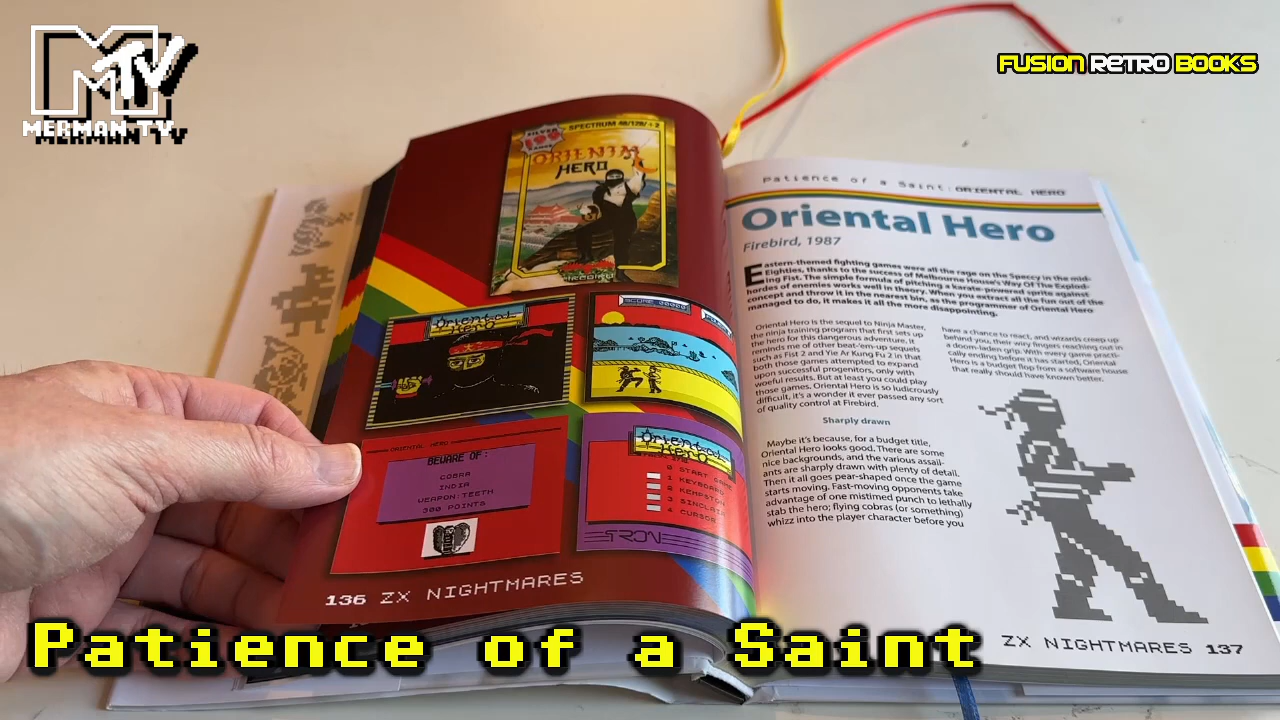 MTV
MERMAN TV
FUSION RETRO BOOKS
SILVER
199
RANGE
SPECTRUM 48/128/+2
ORIENTAL
HERO
Oriental
Hero
SCORE 00000
ORIENTAL HERO
BEWARE OF:
COBRA
INDIA
WEAPON:TEETH
300 POINTS
Oriental
Hero
0 START GAME
1 KEYBOARD
2 KEMPSTON
3 SINCLAIR
4 CURSOR
TRON
136 ZX NIGHTMARES
Patience of a Saint: ORIENTAL HERO
Oriental Hero
Firebird, 1987
Eastern-themed fighting games were all the rage on the Speccy in the mid-
Eighties, thanks to the success of Melbourne House's Way Of The Explod-
ing Fist. The simple formula of pitching a karate-powered sprite against
hordes of enemies works well in theory. When you extract all the fun out of the
concept and throw it in the nearest bin, as the programmer of Oriental Hero
managed to do, it makes it all the more disappointing.
Oriental Hero is the sequel to Ninja Master,
the ninja training program that first sets up
the hero for this dangerous adventure, it
reminds me of other beat-'em-up sequels
such as Fist 2 and Yie Ar Kung Fu 2 in that
both those games attempted to expand
upon successful progenitors, only with
woeful results. But at least you could play
those games. Oriental Hero is so ludicrously
difficult, it's a wonder it ever passed any sort
of quality control at Firebird.
Sharply drawn
Maybe it's because, for a budget title,
Oriental Hero looks good. There are some
nice backgrounds, and the various assail-
ants are sharply drawn with plenty of detail.
Then it all goes pear-shaped once the game
starts moving. Fast-moving opponents take
advantage of one mistimed punch to lethally
stab the hero; flying cobras (or something)
whizz into the player character before you
have a chance to react, and wizards creep up
behind you, their wiry fingers reaching out in
a doom-laden grip. With every game practi-
cally ending before it has started, Oriental
Hero is a budget flop from a software house
that really should have known better.
ZX NIGHTMARES 137
Patience of a Saint